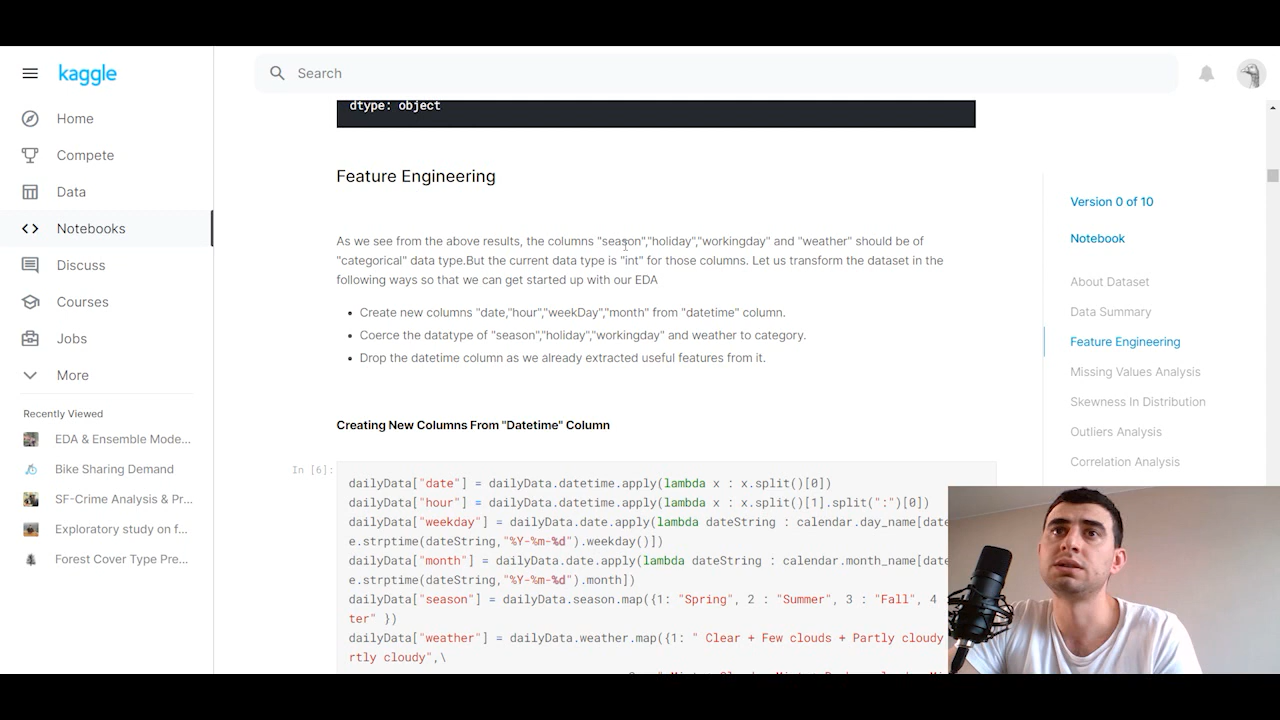 kaggle
Search
Home
Compete
Data
Notebooks
Discuss
Courses
Jobs
More
Recently Viewed
EDA & Ensemble Mode...
Bike Sharing Demand
SF-Crime Analysis & Pr...
Exploratory study on f...
Forest Cover Type Pre...
dtype: object
Feature Engineering
As we see from the above results, the columns "season","holiday","workingday" and "weather" should be of
"categorical" data type.But the current data type is "int" for those columns. Let us transform the dataset in the
following ways so that we can get started up with our EDA
• Create new columns "date,"hour","weekDay","month" from "datetime" column.
• Coerce the datatype of "season","holiday","workingday" and weather to category.
• Drop the datetime column as we already extracted useful features from it.
Creating New Columns From "Datetime" Column
In [6]:
dailyData["date"] = dailyData.datetime.apply(lambda x : x.split()[0])
dailyData["hour"] = dailyData.datetime.apply(lambda x : x.split()[1].split(":")[0])
dailyData["weekday"] = dailyData.date.apply(lambda dateString : calendar.day_name[date
e.strptime(dateString,"%Y-%m-%d").weekday()])
dailyData["month"] = dailyData.date.apply(lambda dateString : calendar.month_name[date
e.strptime(dateString,"%Y-%m-%d").month])
dailyData["season"] = dailyData.season.map({1: "Spring", 2 : "Summer", 3 : "Fall", 4
ter" })
dailyData["weather"] = dailyData.weather.map({1: " Clear + Few clouds + Partly cloudy
rtly cloudy",\
Version 0 of 10
Notebook
About Dataset
Data Summary
Feature Engineering
Missing Values Analysis
Skewness In Distribution
Outliers Analysis
Correlation Analysis